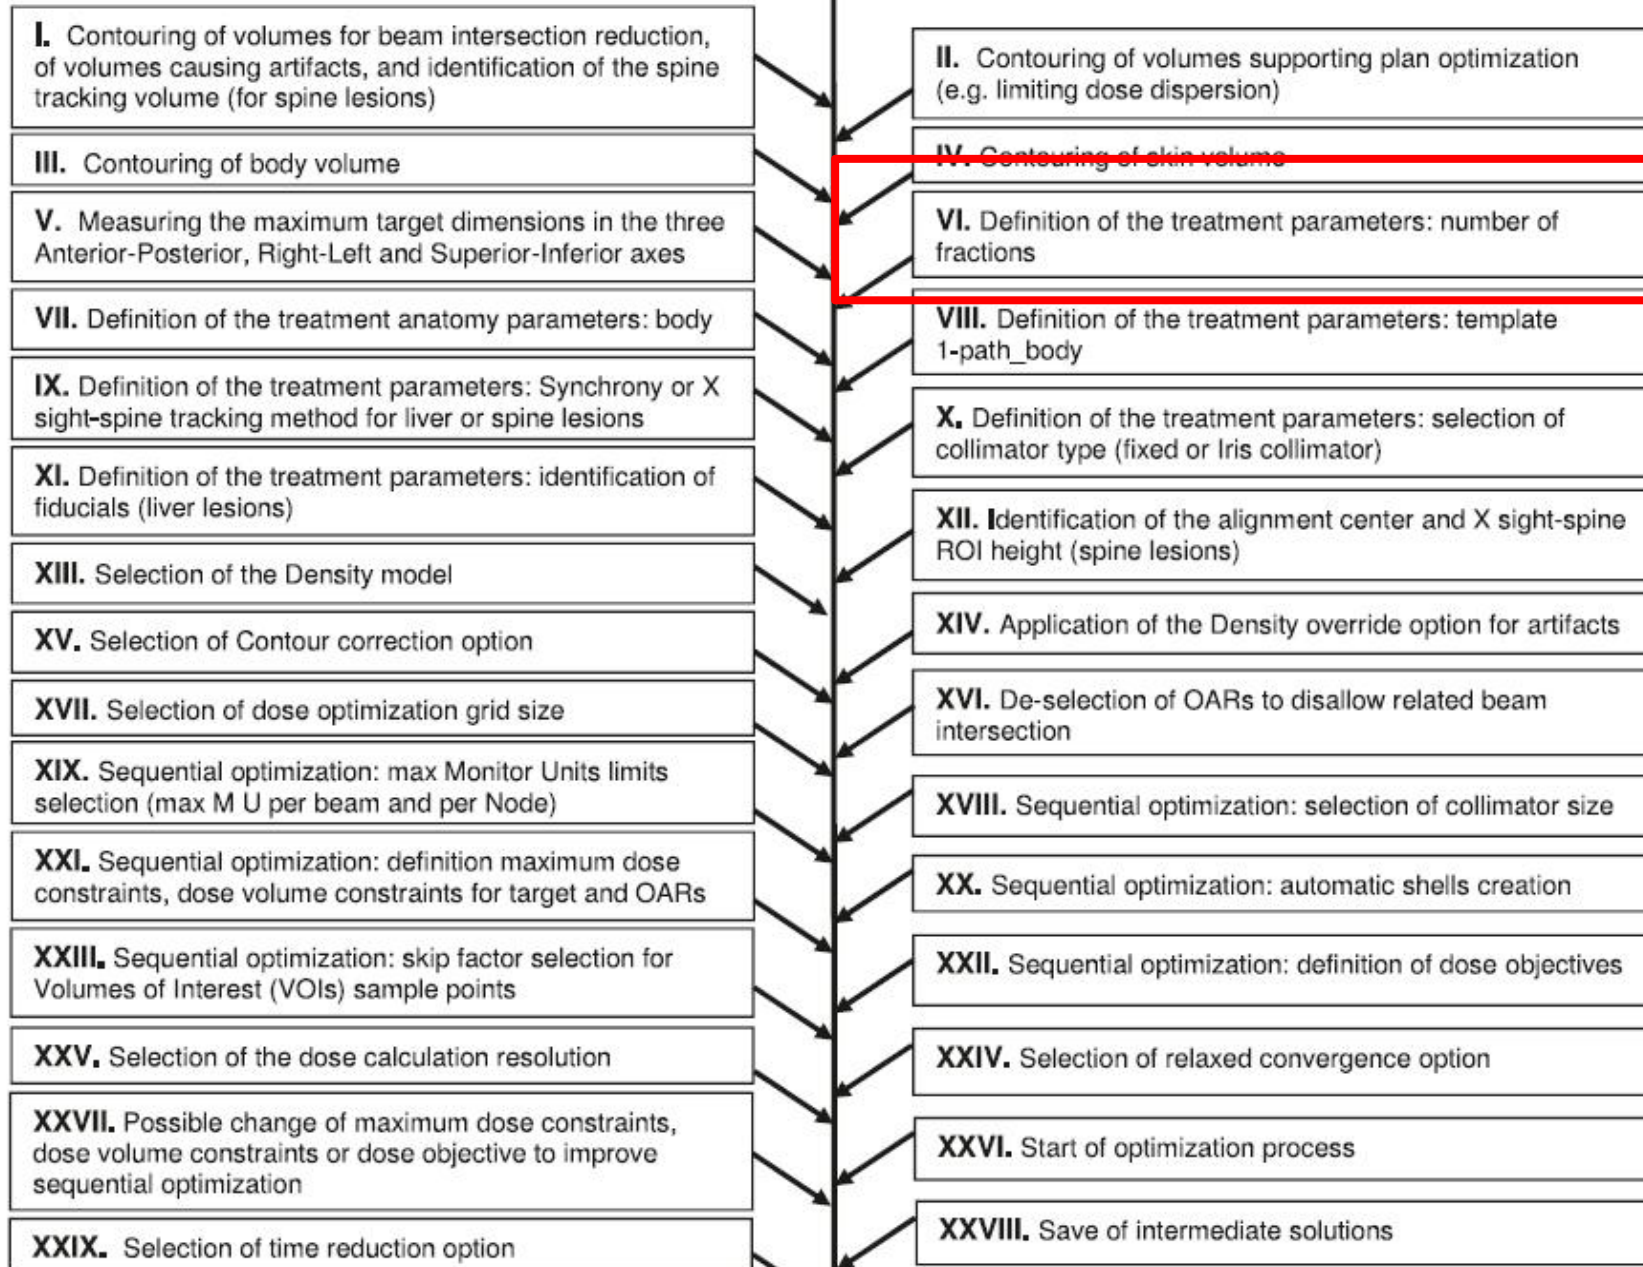 I. Contouring of volumes for beam intersection reduction,
of volumes causing artifacts, and identification of the spine
tracking volume (for spine lesions)
II. Contouring of volumes supporting plan optimization
(e.g. limiting dose dispersion)
III. Contouring of body volume
IV. Contouring of skin volume
V. Measuring the maximum target dimensions in the three
Anterior-Posterior, Right-Left and Superior-Inferior axes
VI. Definition of the treatment parameters: number of
fractions
VII. Definition of the treatment anatomy parameters: body
VIII. Definition of the treatment parameters: template
1-path_body
IX. Definition of the treatment parameters: Synchrony or X
sight-spine tracking method for liver or spine lesions
X. Definition of the treatment parameters: selection of
collimator type (fixed or Iris collimator)
XI. Definition of the treatment parameters: identification of
fiducials (liver lesions)
XII. Identification of the alignment center and X sight-spine
ROI height (spine lesions)
XIII. Selection of the Density model
XIV. Application of the Density override option for artifacts
XV. Selection of Contour correction option
XVI. De-selection of OARs to disallow related beam
intersection
XVII. Selection of dose optimization grid size
XVIII. Sequential optimization: selection of collimator size
XIX. Sequential optimization: max Monitor Units limits
selection (max M U per beam and per Node)
XX. Sequential optimization: automatic shells creation
XXI. Sequential optimization: definition maximum dose
constraints, dose volume constraints for target and OARs
XXII. Sequential optimization: definition of dose objectives
XXIII. Sequential optimization: skip factor selection for
Volumes of Interest (VOIs) sample points
XXIV. Selection of relaxed convergence option
XXV. Selection of the dose calculation resolution
XXVI. Start of optimization process
XXVII. Possible change of maximum dose constraints,
dose volume constraints or dose objective to improve
sequential optimization
XXVIII. Save of intermediate solutions
XXIX. Selection of time reduction option